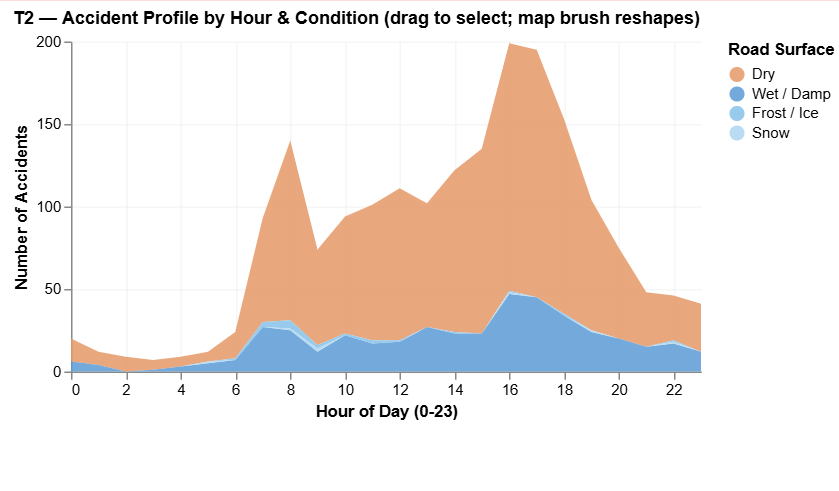 T2 — Accident Profile by Hour & Condition (drag to select; map brush reshapes)
Road Surface
Dry
Wet / Damp
Frost / Ice
Snow
Number of Accidents
200
150
100
50
0
0 2 4 6 8 10 12 14 16 18 20 22
Hour of Day (0-23)